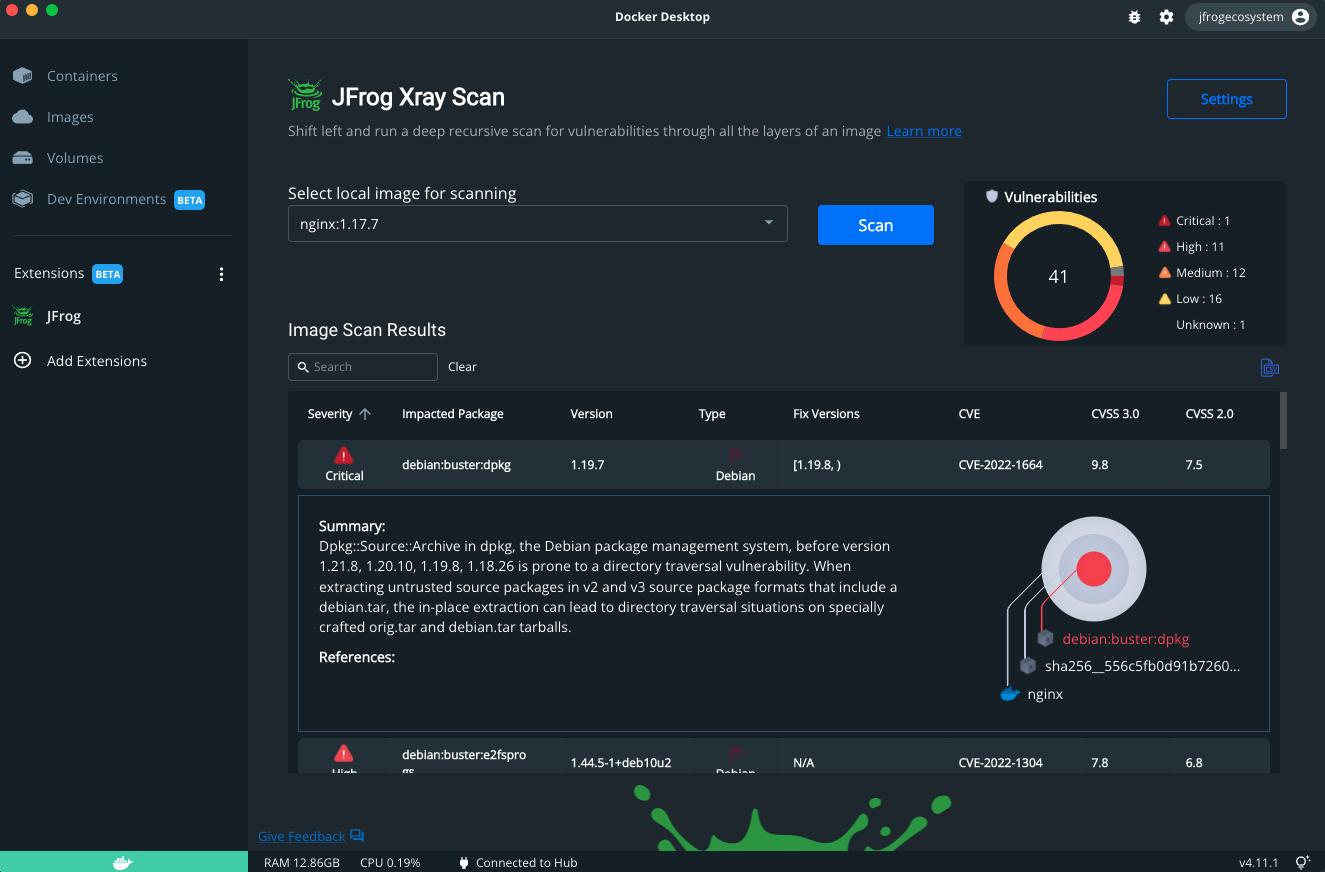 Docker Desktop
jfrogecosystem
Containers
Images
Volumes
Dev Environments BETA
Extensions BETA
JFrog
JFrog
Add Extensions
JFrog
JFrog Xray Scan
Settings
Shift left and run a deep recursive scan for vulnerabilities through all the layers of an image Learn more
Select local image for scanning
nginx:1.17.7
Scan
Vulnerabilities
41
Critical : 1
High : 11
Medium : 12
Low : 16
Unknown : 1
Image Scan Results
Search
Clear
CSV
Severity Impacted Package Version Type Fix Versions CVE CVSS 3.0 CVSS 2.0
Critical debian:buster:dpkg 1.19.7 Debian [1.19.8, ) CVE-2022-1664 9.8 7.5
Summary:
Dpkg::Source::Archive in dpkg, the Debian package management system, before version
1.21.8, 1.20.10, 1.19.8, 1.18.26 is prone to a directory traversal vulnerability. When
extracting untrusted source packages in v2 and v3 source package formats that include a
debian.tar, the in-place extraction can lead to directory traversal situations on specially
crafted orig.tar and debian.tar tarballs.
References:
debian:buster:dpkg
sha256__556c5fb0d91b7260...
nginx
High debian:buster:e2fspro
gs 1.44.5-1+deb10u2 Debian N/A CVE-2022-1304 7.8 6.8
Give Feedback
RAM 12.86GB CPU 0.19% Connected to Hub v4.11.1